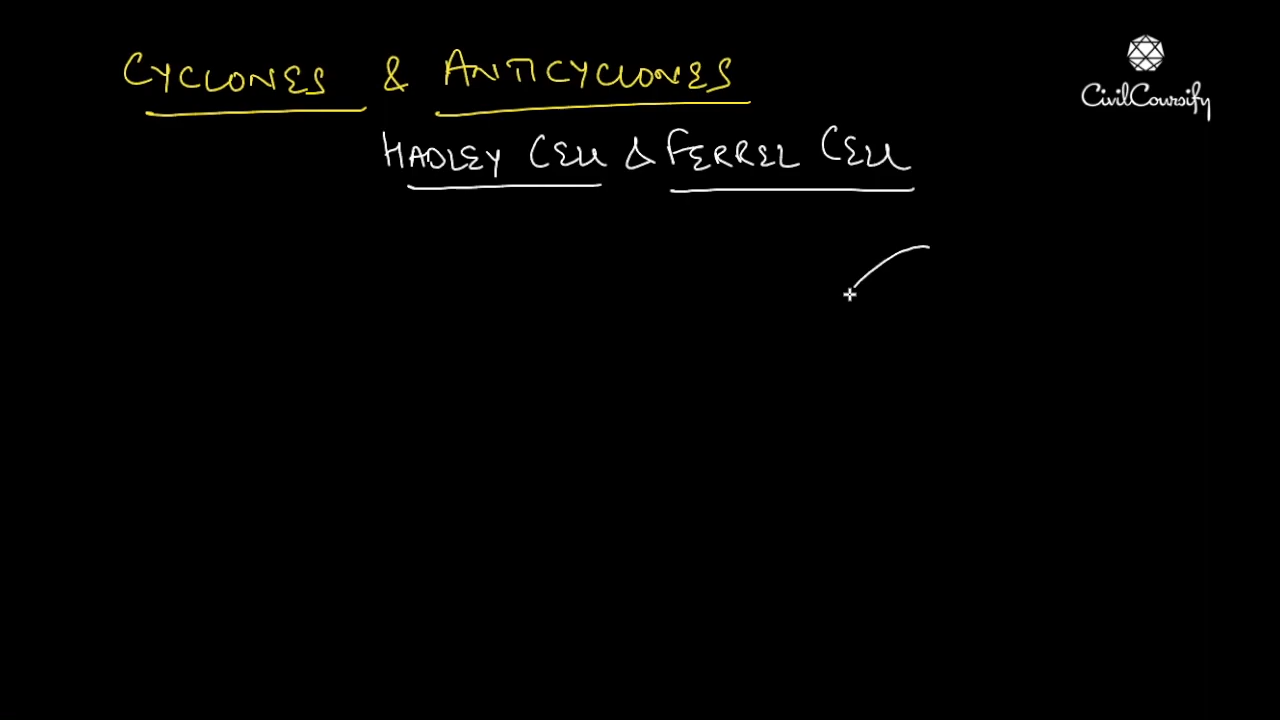 CYCLONES & ANTICYCLONES
CivilCoursify
HADLEY CELL & FERREL CELL